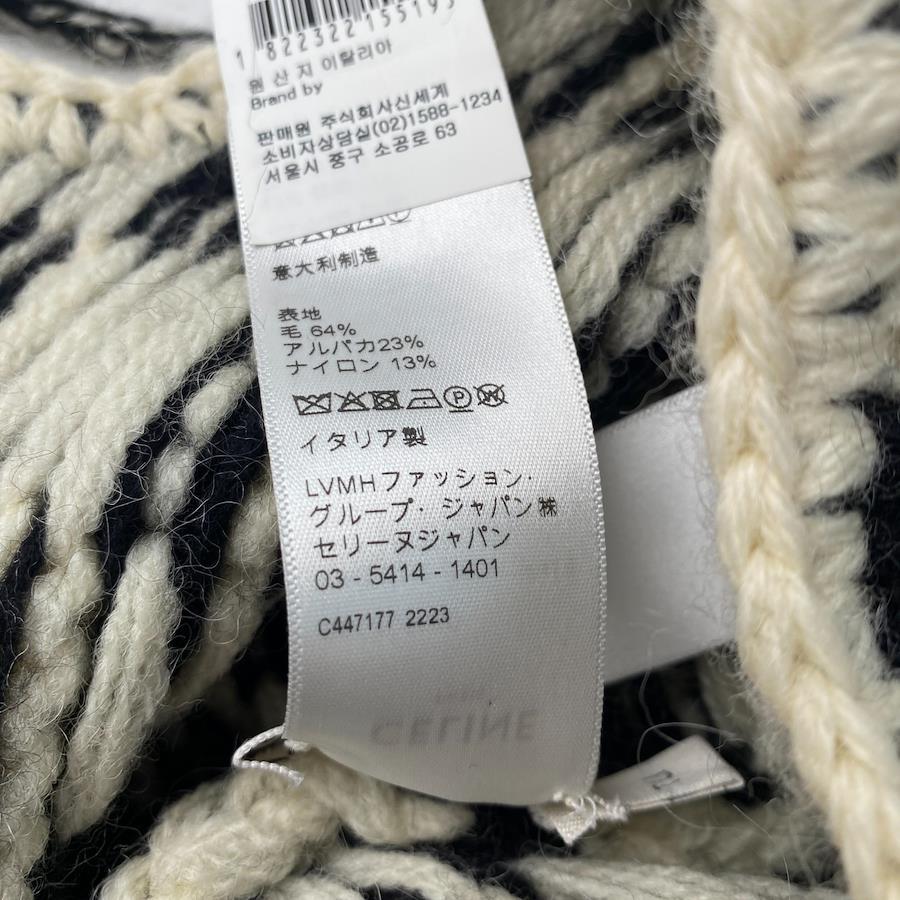 1822322155193
원 산 지 이탈리아
Brand by
판매원 주식회사신세계
소비자상담실(02)1588-1234
서울시 중구 소공로 63
意大利制造
表地
毛 64%
アルパカ23%
ナイロン 13%
P W
イタリア製
LVMHファッション·
グループ· ジャパン㈱
セリーヌジャパン
03 - 5414 - 1401
C447177 2223
CELINE